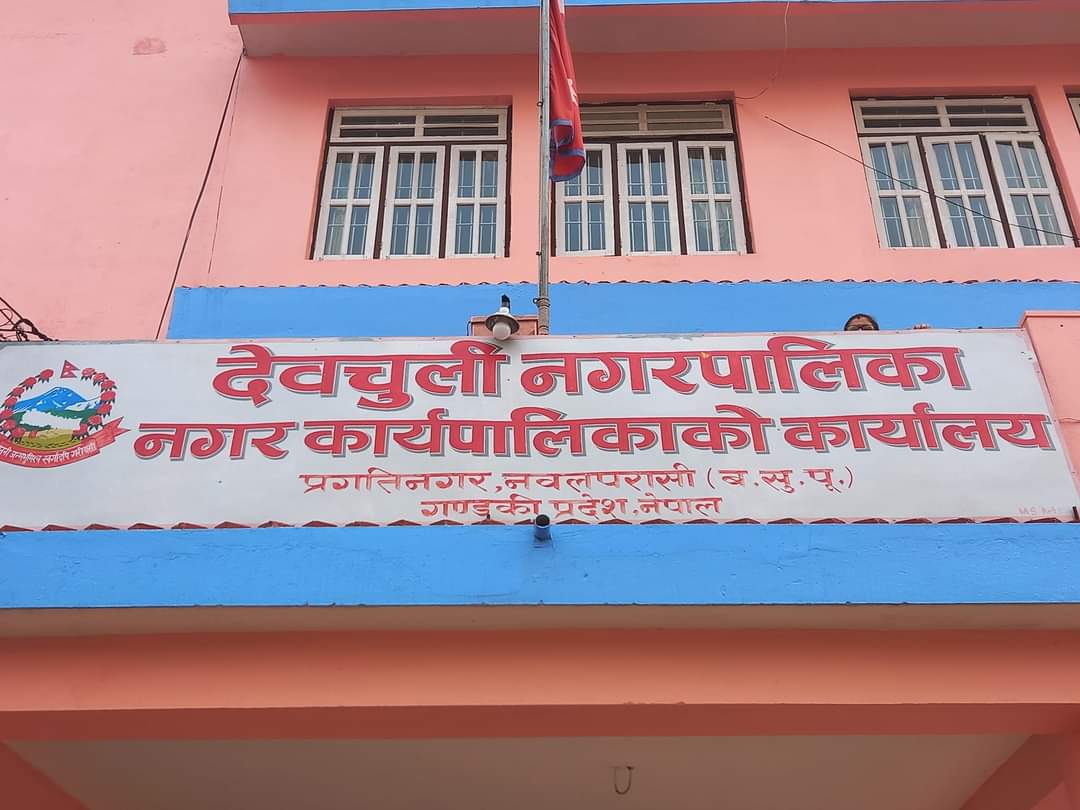 देवचुली नगरपालिका
नगर कार्यपालिकाको कार्यालय
प्रगतिनगर,नवलपरासी (ब.सु.पू.)
गण्डकी प्रदेश,नेपाल